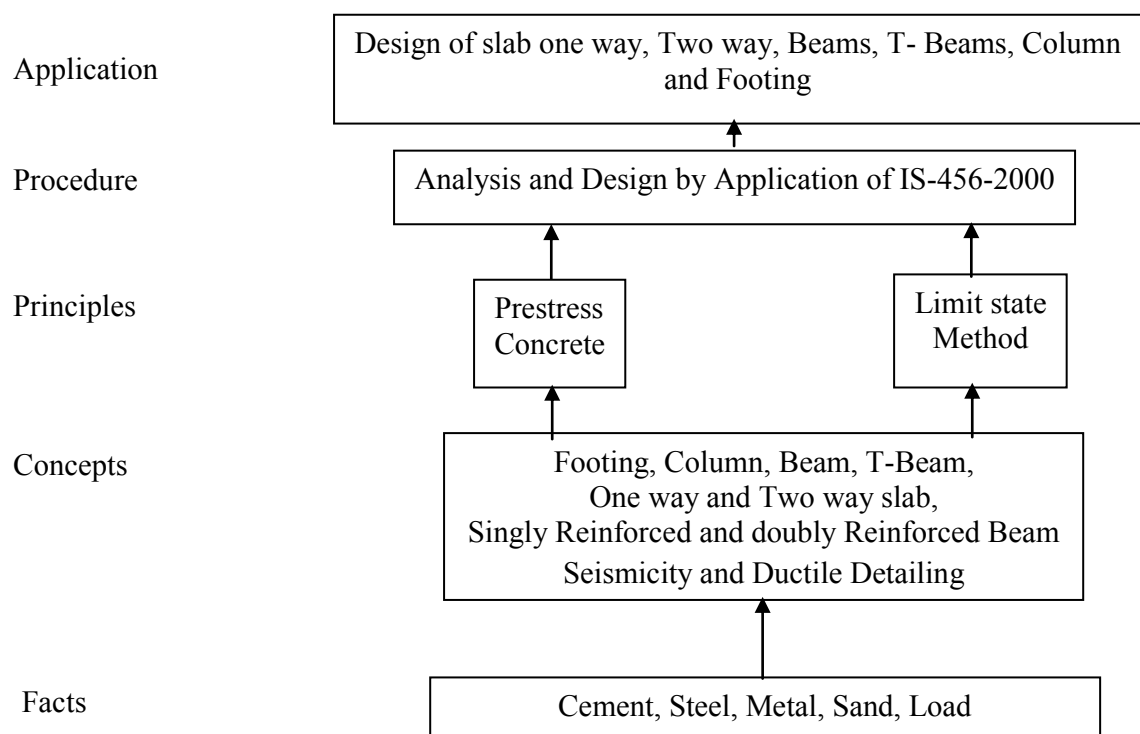 Application
Design of slab one way, Two way, Beams, T- Beams, Column
and Footing
Procedure
Analysis and Design by Application of IS-456-2000
Principles
Prestress
Concrete
Limit state
Method
Concepts
Footing, Column, Beam, T-Beam,
One way and Two way slab,
Singly Reinforced and doubly Reinforced Beam
Seismicity and Ductile Detailing
Facts
Cement, Steel, Metal, Sand, Load